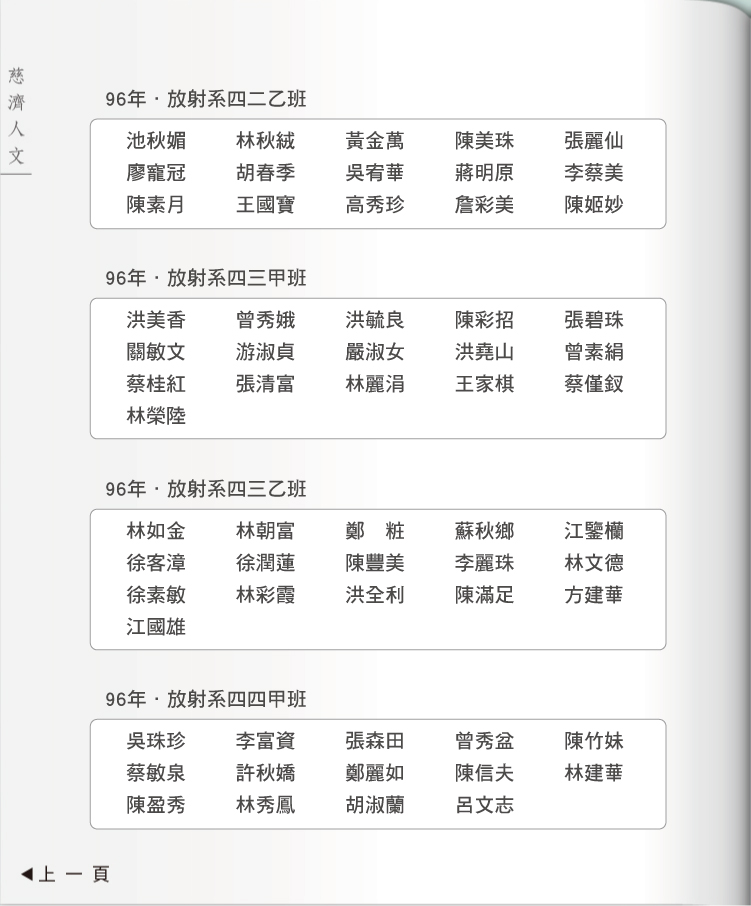 慈濟人文
96年．放射系四二乙班
池秋媚 林秋絨 黃金萬 陳美珠 張麗仙
廖寵冠 胡春季 吳宥華 蔣明原 李蔡美
陳素月 王國寶 高秀珍 詹彩美 陳姬妙
96年．放射系四三甲班
洪美香 曾秀娥 洪毓良 陳彩招 張碧珠
關敏文 游淑貞 嚴淑女 洪堯山 曾素絹
蔡桂紅 張清富 林麗涓 王家棋 蔡僅釵
林榮陸
96年．放射系四三乙班
林如金 林朝富 鄭　粧 蘇秋鄉 江鑒欄
徐客漳 徐潤蓮 陳豐美 李麗珠 林文德
徐素敏 林彩霞 洪全利 陳滿足 方建華
江國雄
96年．放射系四四甲班
吳珠珍 李富資 張森田 曾秀盆 陳竹妹
蔡敏泉 許秋嬌 鄭麗如 陳信夫 林建華
陳盈秀 林秀鳳 胡淑蘭 呂文志
◀上一頁